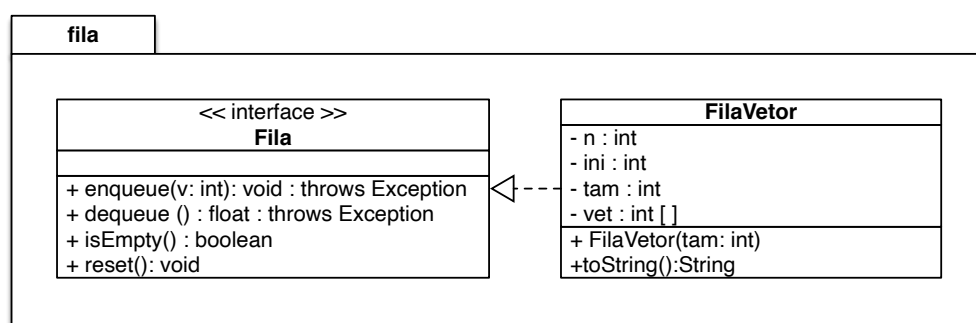 fila
<< interface >>
Fila
+ enqueue(v: int): void : throws Exception
+ dequeue () : float : throws Exception
+ isEmpty() : boolean
+ reset(): void
FilaVetor
- n : int
- ini : int
- tam : int
- vet : int [ ]
+ FilaVetor(tam: int)
+toString():String